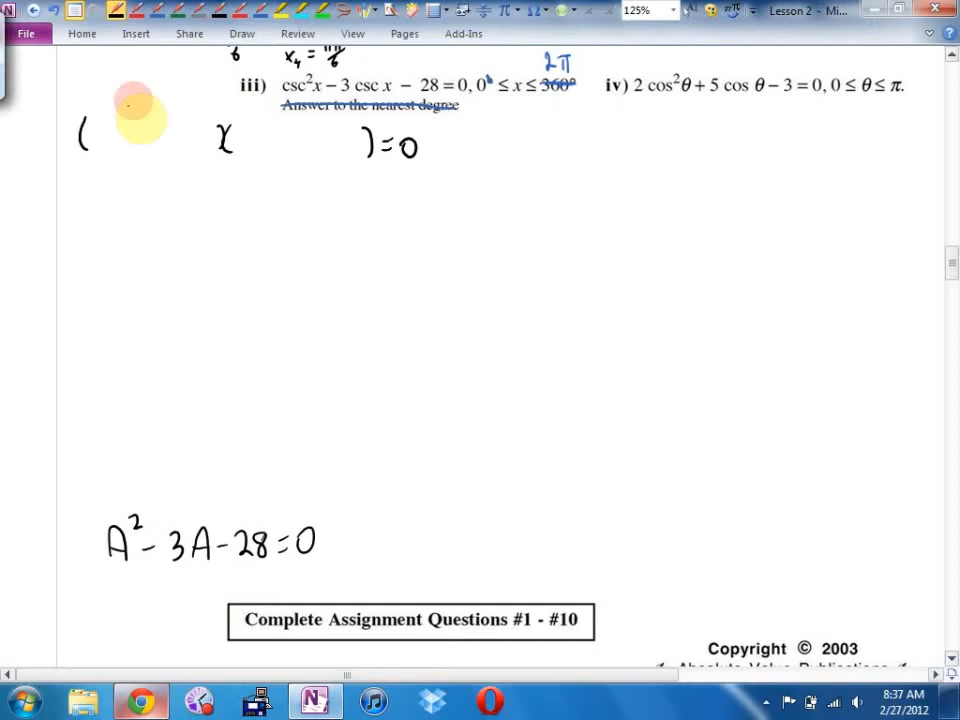 125% Lesson 2 - Mi...
File Home Insert Share Draw Review View Pages Add-Ins
6 x₄ =
2π
iii) csc²x – 3 csc x – 28 = 0, 0° ≤ x ≤ 360° iv) 2 cos²θ + 5 cos θ – 3 = 0, 0 ≤ θ ≤ π.
Answer to the nearest degree
( )( ) = 0
A² - 3A - 28 = 0
Complete Assignment Questions #1 - #10
Copyright © 2003
8:37 AM
2/27/2012